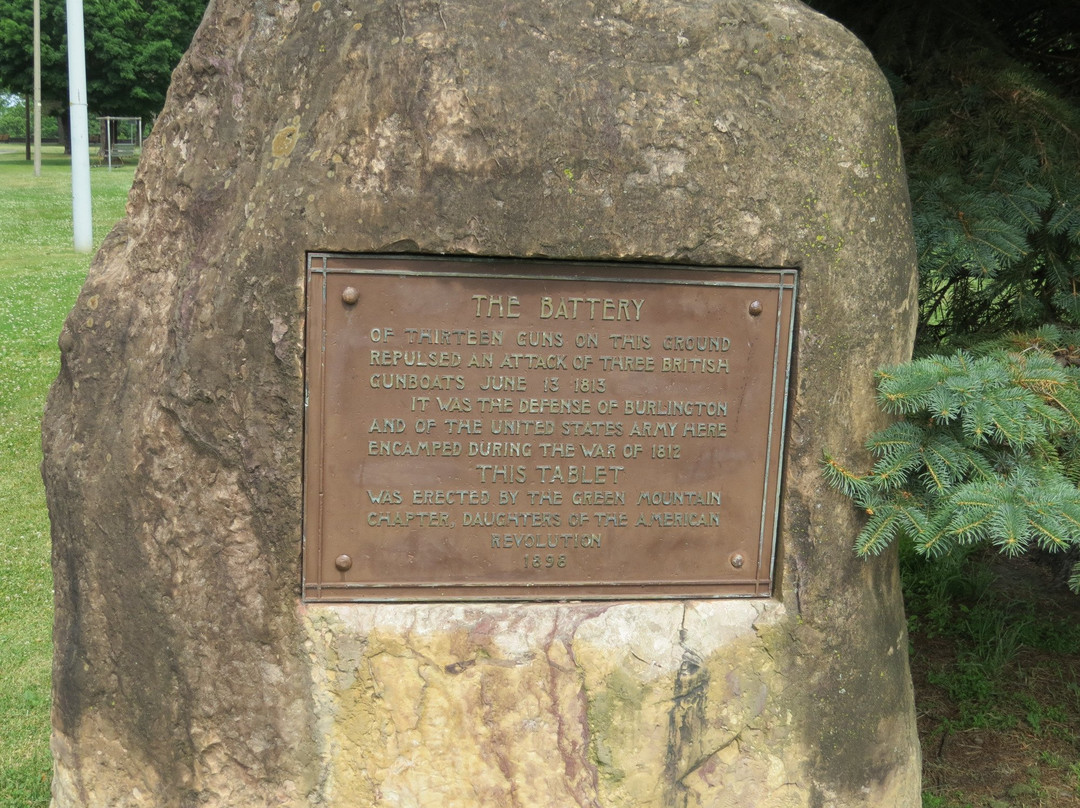 THE BATTERY
OF THIRTEEN GUNS ON THIS GROUND
REPULSED AN ATTACK OF THREE BRITISH
GUNBOATS JUNE 13 1813
IT WAS THE DEFENSE OF BURLINGTON
AND OF THE UNITED STATES ARMY HERE
ENCAMPED DURING THE WAR OF 1812
THIS TABLET
WAS ERECTED BY THE GREEN MOUNTAIN
CHAPTER, DAUGHTERS OF THE AMERICAN
REVOLUTION
1898